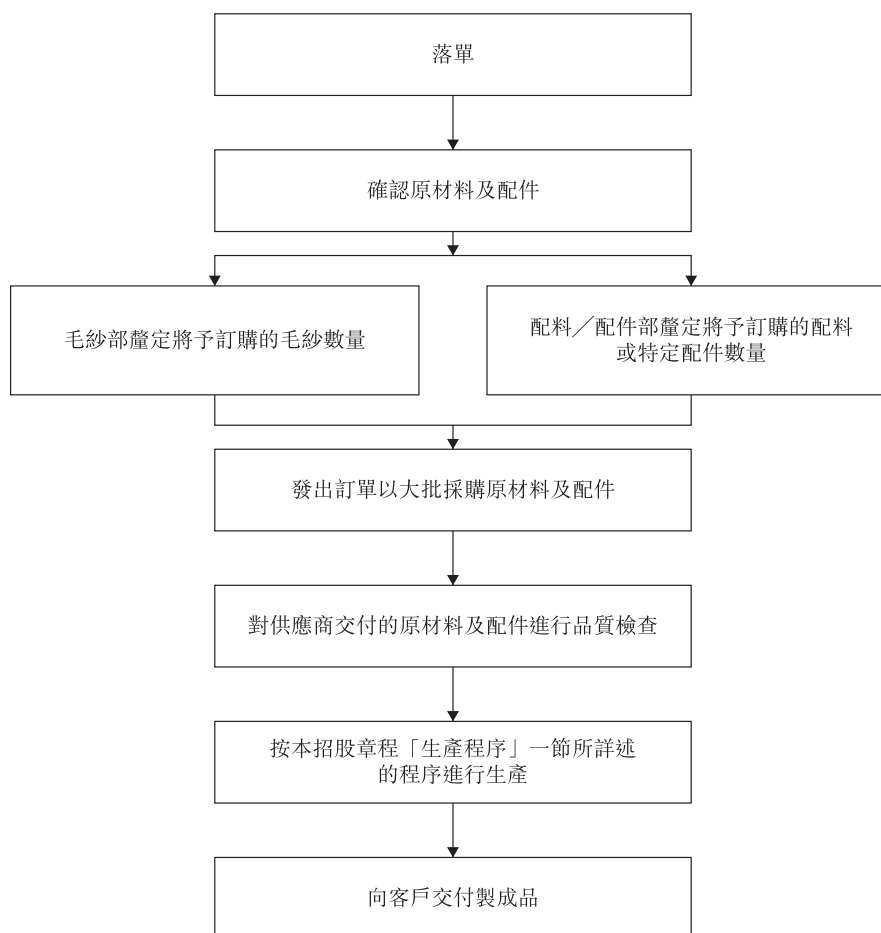 落單
確認原材料及配件
毛紗部釐定將予訂購的毛紗數量
配料／配件部釐定將予訂購的配料
或特定配件數量
發出訂單以大批採購原材料及配件
對供應商交付的原材料及配件進行品質檢查
按本招股章程「生產程序」一節所詳述
的程序進行生產
向客戶交付製成品